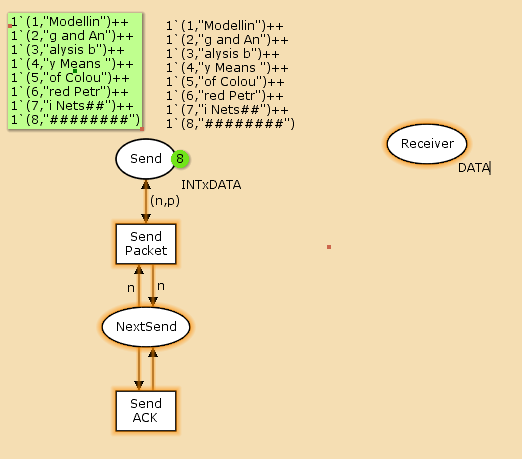 1`(1,"Modellin")++
1`(2,"g and An")++
1`(3,"alysis b")++
1`(4,"y Means ")++
1`(5,"of Colou")++
1`(6,"red Petr")++
1`(7,"i Nets##")++
1`(8,"########")
1`(1,"Modellin")++
1`(2,"g and An")++
1`(3,"alysis b")++
1`(4,"y Means ")++
1`(5,"of Colou")++
1`(6,"red Petr")++
1`(7,"i Nets##")++
1`(8,"########")
Send
8
INTxDATA
Receiver
DATA
(n,p)
Send
Packet
n
n
NextSend
Send
ACK